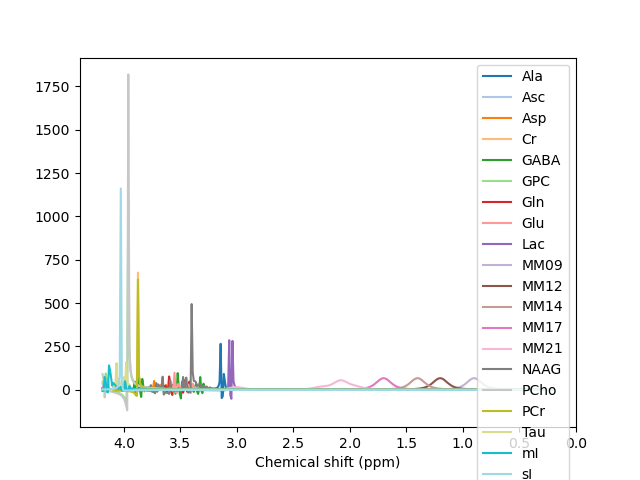 1750
1500
1250
1000
750
500
250
0
4.0 3.5 3.0 2.5 2.0 1.5 1.0 0.5 0.0
Chemical shift (ppm)
Ala
Asc
Asp
Cr
GABA
GPC
Gln
Glu
Lac
MM09
MM12
MM14
MM17
MM21
NAAG
PCho
PCr
Tau
mI
sI